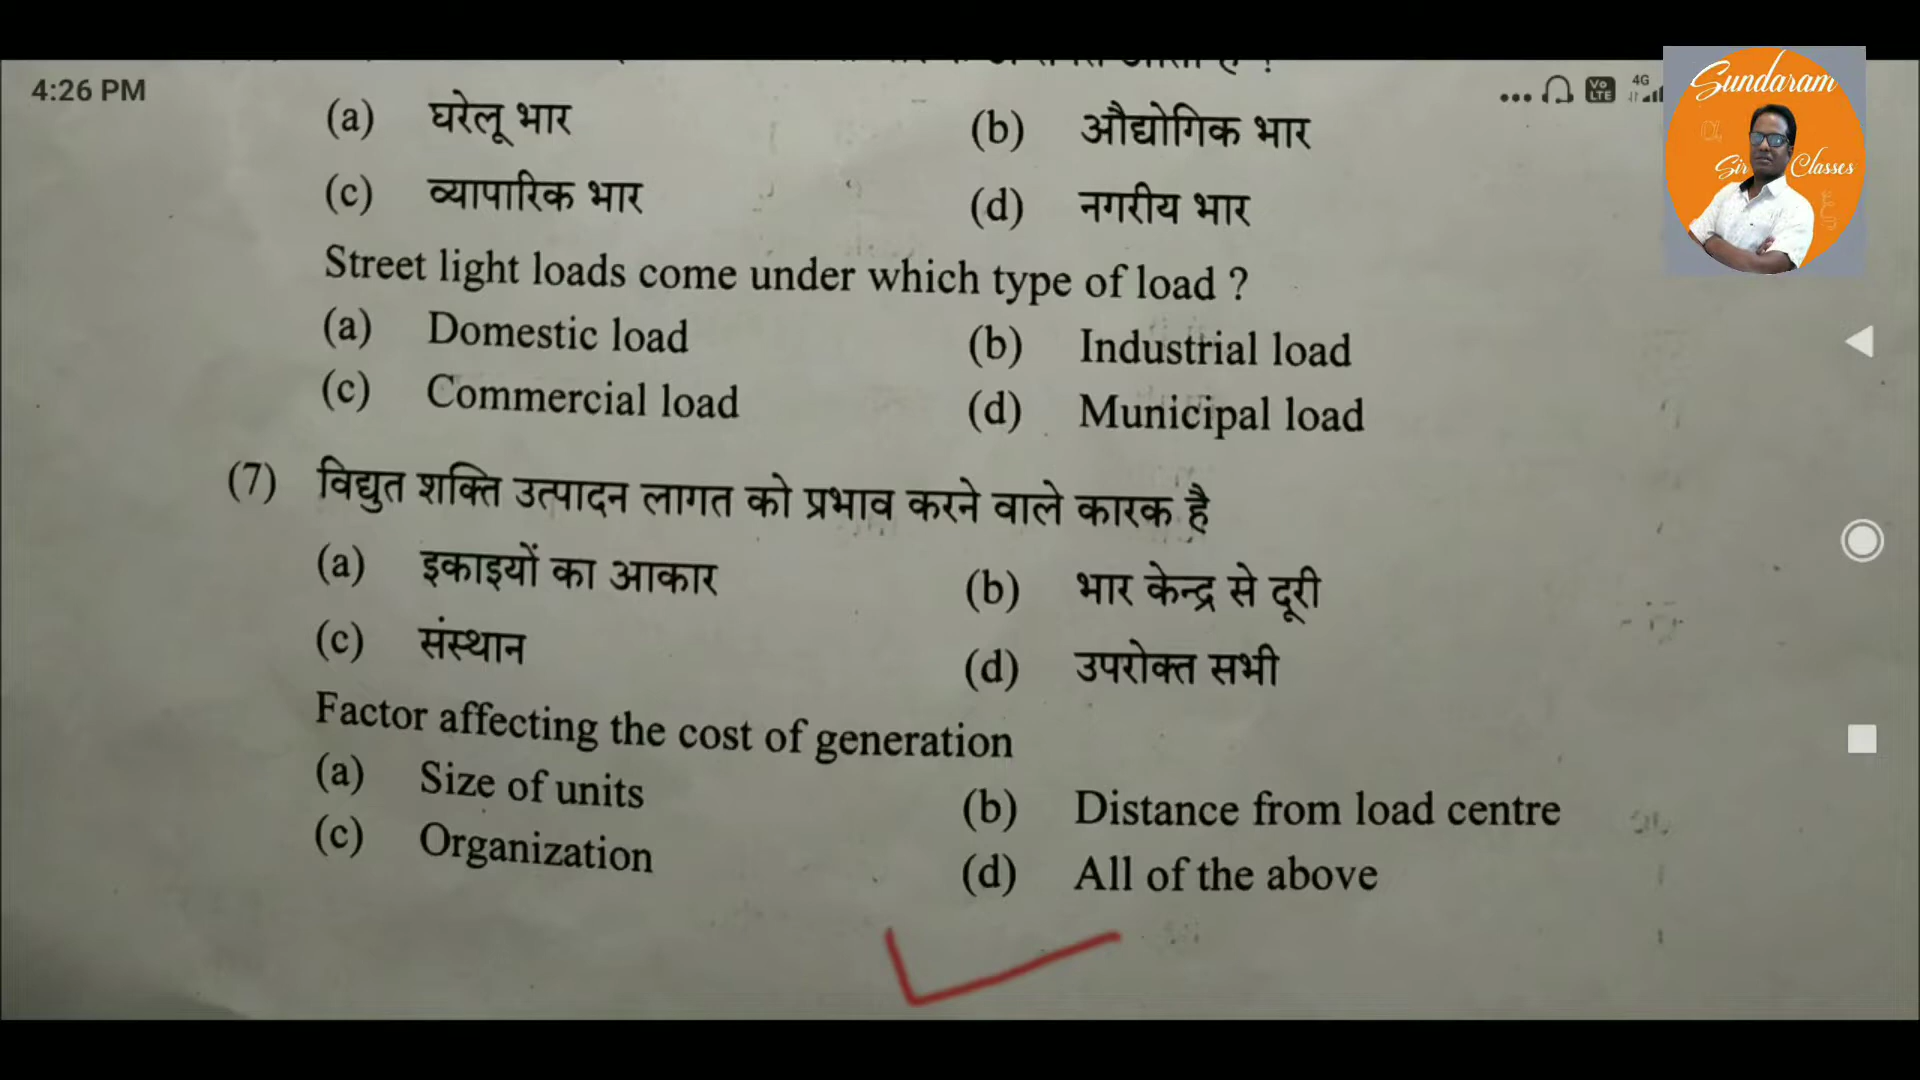 4:26 PM
Sundaram
Sir Classes
Vo LTE 4G
(a) घरेलू भार (b) औद्योगिक भार
(c) व्यापारिक भार (d) नगरीय भार
Street light loads come under which type of load ?
(a) Domestic load (b) Industrial load
(c) Commercial load (d) Municipal load
(7) विद्युत शक्ति उत्पादन लागत को प्रभाव करने वाले कारक है
(a) इकाइयों का आकार (b) भार केन्द्र से दूरी
(c) संस्थान (d) उपरोक्त सभी
Factor affecting the cost of generation
(a) Size of units (b) Distance from load centre
(c) Organization (d) All of the above